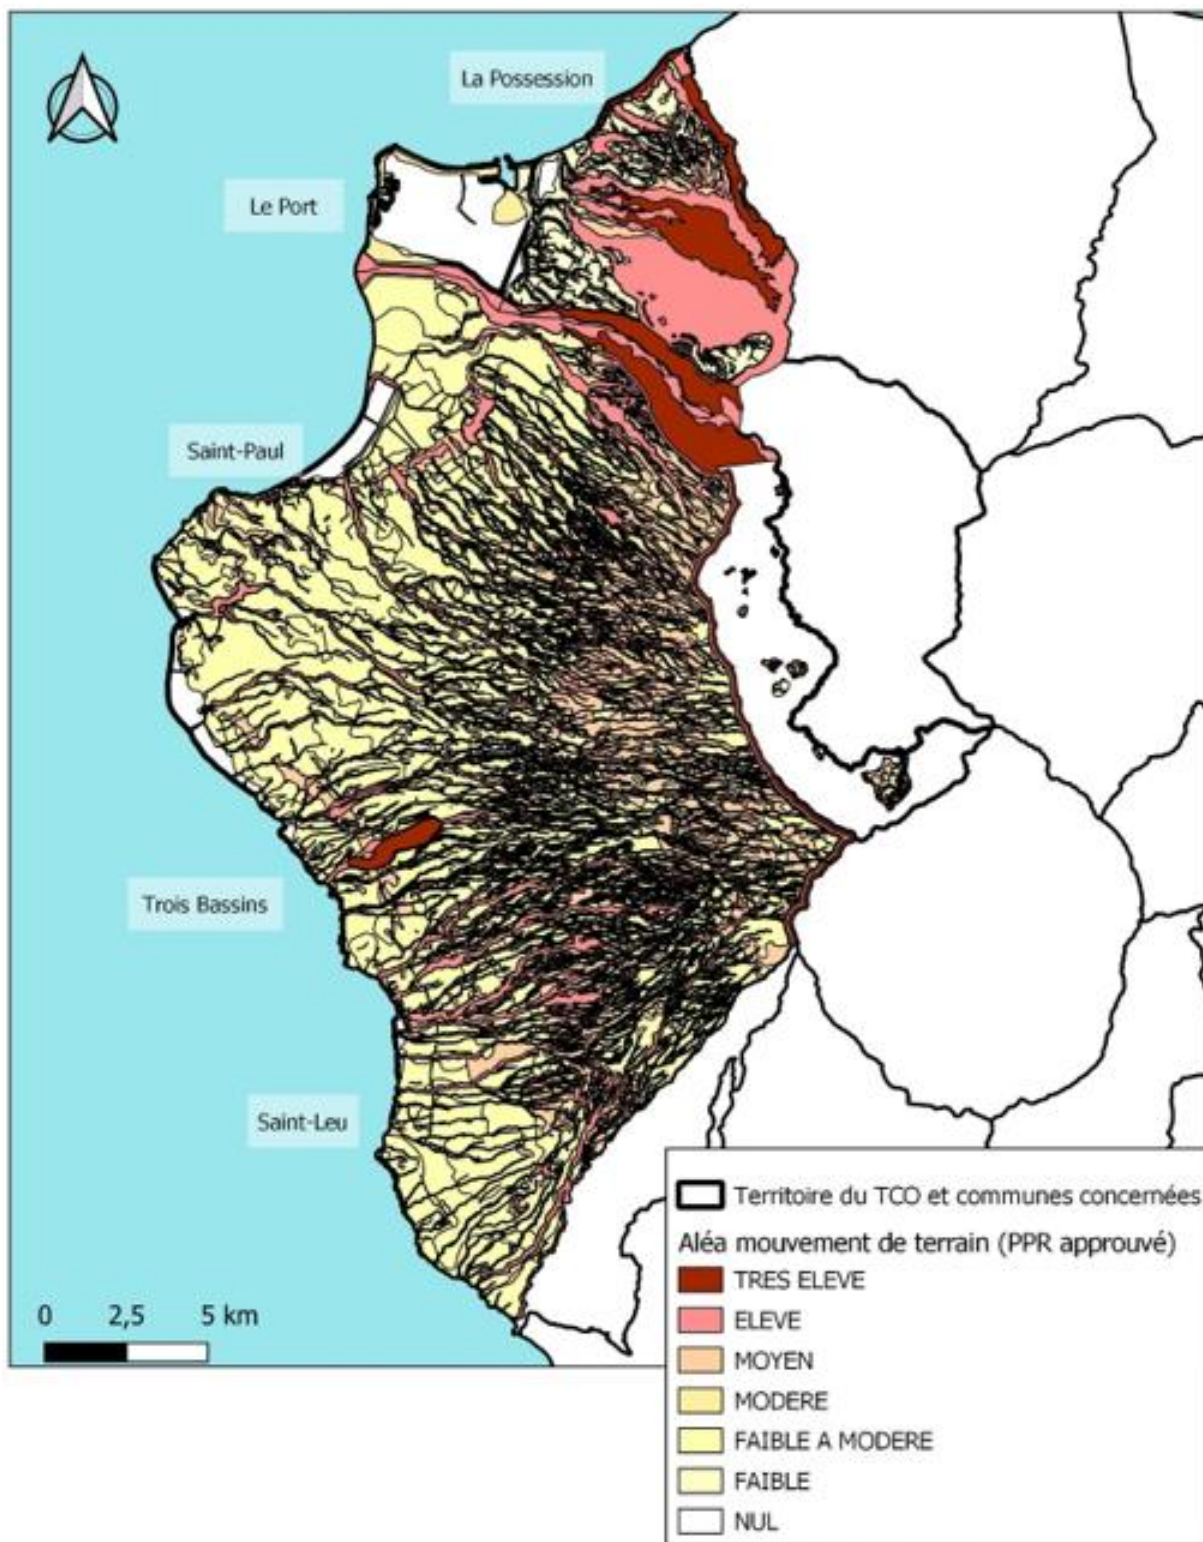 La Possession
Le Port
Saint-Paul
Trois Bassins
Saint-Leu
0 2,5 5 km
Territoire du TCO et communes concernées
Aléa mouvement de terrain (PPR approuvé)
TRES ELEVE
ELEVE
MOYEN
MODERE
FAIBLE A MODERE
FAIBLE
NUL